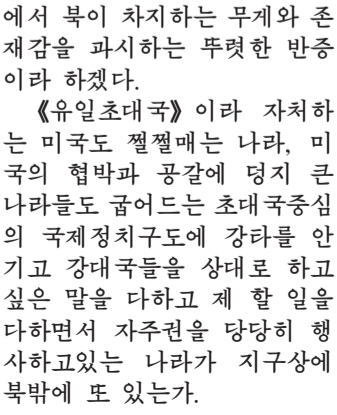 에서 북이 차지하는 무게와 존
재감을 과시하는 뚜렷한 반증
이라 하겠다.
《유일초대국》이라 자처하
는 미국도 쩔쩔매는 나라, 미
국의 협박과 공갈에 덩지 큰
나라들도 굽어드는 초대국중심
의 국제정치구도에 강타를 안
기고 강대국들을 상대로 하고
싶은 말을 다하고 제 할 일을
다하면서 자주권을 당당히 행
사하고있는 나라가 지구상에
북밖에 또 있는가.